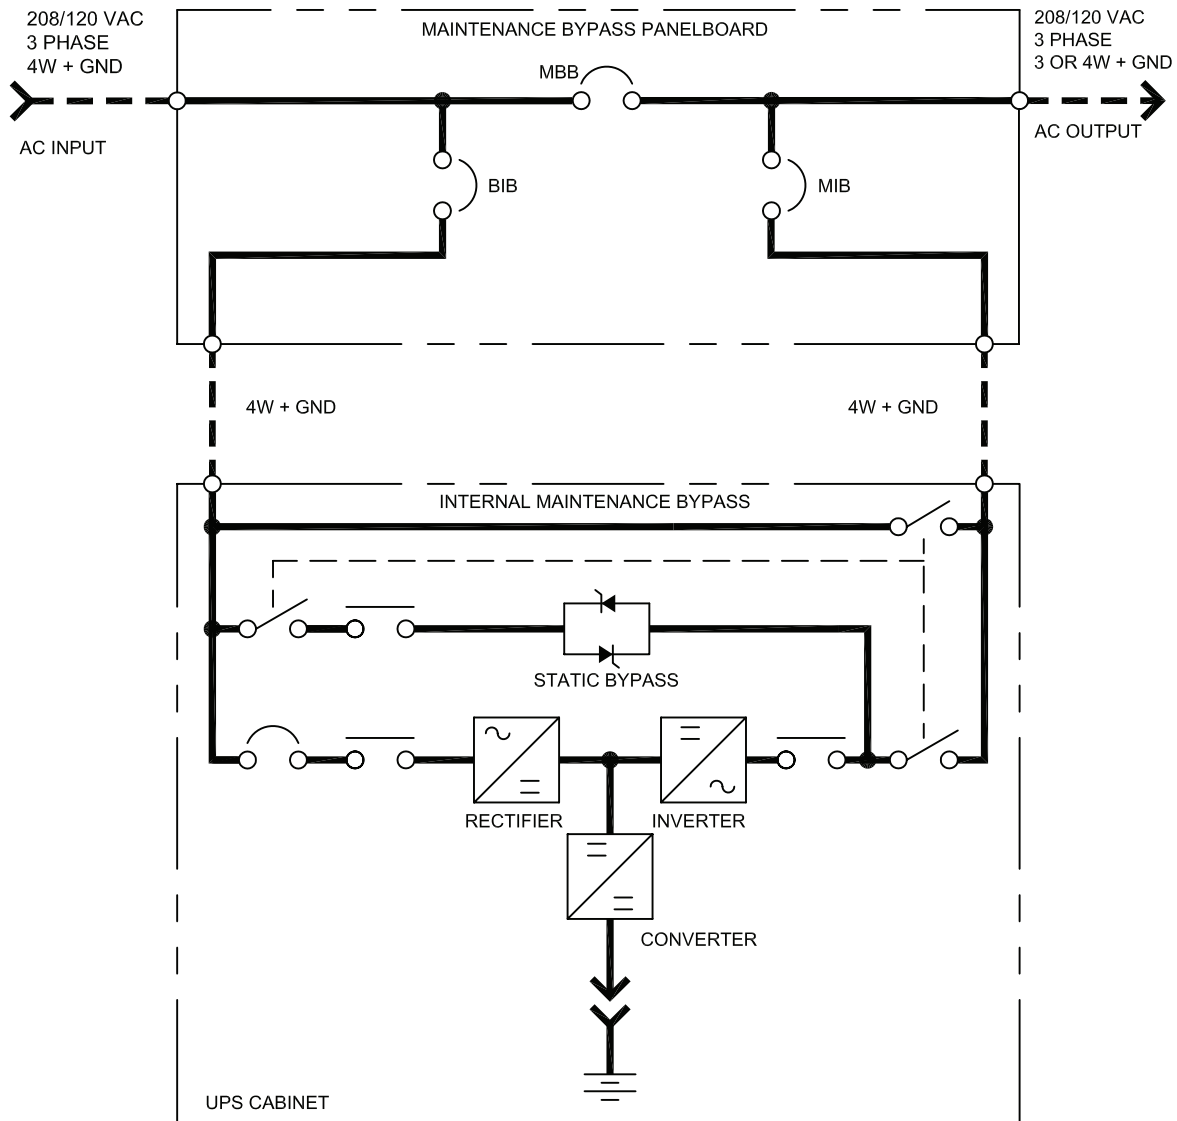 208/120 VAC
3 PHASE
4W + GND
AC INPUT
MAINTENANCE BYPASS PANELBOARD
MBB
BIB
MIB
208/120 VAC
3 PHASE
3 OR 4W + GND
AC OUTPUT
4W + GND
4W + GND
INTERNAL MAINTENANCE BYPASS
STATIC BYPASS
RECTIFIER
INVERTER
CONVERTER
UPS CABINET